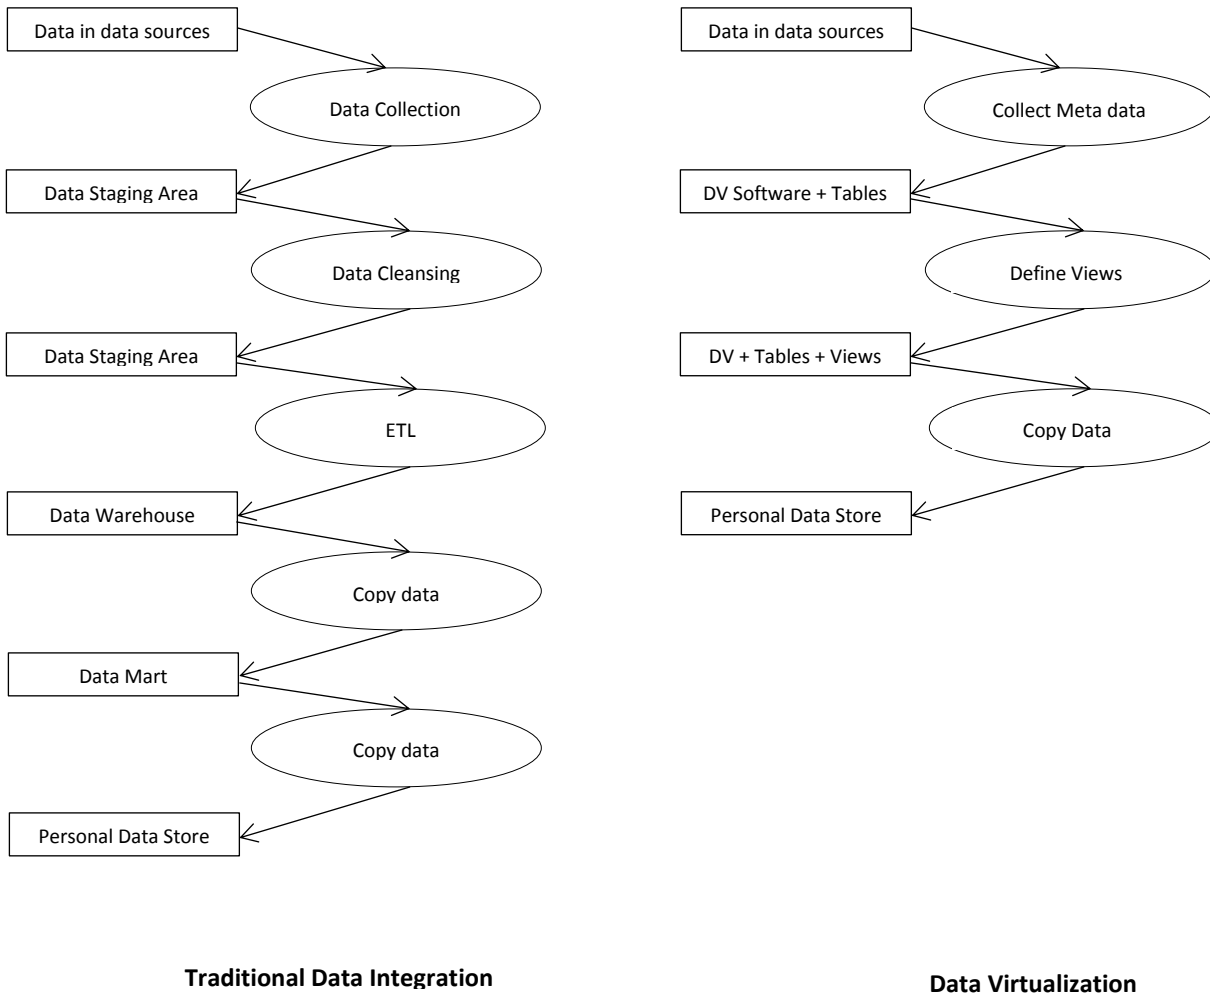 Data in data sources
Data Collection
Data Staging Area
Data Cleansing
Data Staging Area
ETL
Data Warehouse
Copy data
Data Mart
Copy data
Personal Data Store
Traditional Data Integration
Data in data sources
Collect Meta data
DV Software + Tables
Define Views
DV + Tables + Views
Copy Data
Personal Data Store
Data Virtualization